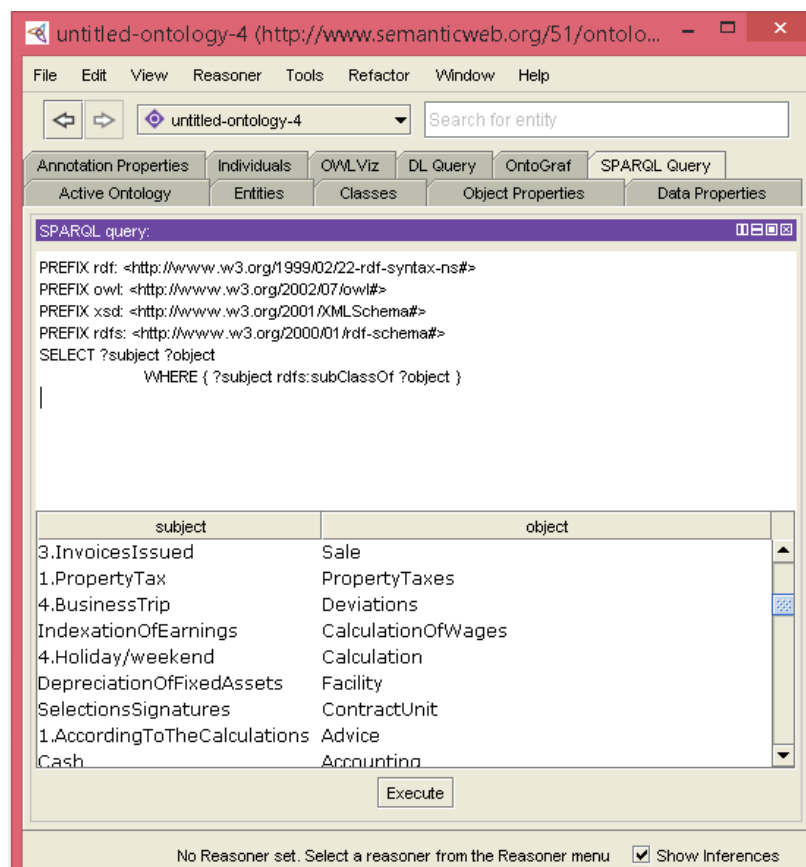 untitled-ontology-4 (http://www.semanticweb.org/51/ontolo...
File Edit View Reasoner Tools Refactor Window Help
untitled-ontology-4 Search for entity
Annotation Properties Individuals OWLViz DL Query OntoGraf SPARQL Query
Active Ontology Entities Classes Object Properties Data Properties
SPARQL query:
PREFIX rdf: <http://www.w3.org/1999/02/22-rdf-syntax-ns#>
PREFIX owl: <http://www.w3.org/2002/07/owl#>
PREFIX xsd: <http://www.w3.org/2001/XMLSchema#>
PREFIX rdfs: <http://www.w3.org/2000/01/rdf-schema#>
SELECT ?subject ?object
WHERE { ?subject rdfs:subClassOf ?object }
subject object
3.InvoicesIssued Sale
1.PropertyTax PropertyTaxes
4.BusinessTrip Deviations
IndexationOfEarnings CalculationOfWages
4.Holiday/weekend Calculation
DepreciationOfFixedAssets Facility
SelectionsSignatures ContractUnit
1.AccordingToTheCalculations Advice
Cash Accounting
Execute
No Reasoner set. Select a reasoner from the Reasoner menu Show Inferences